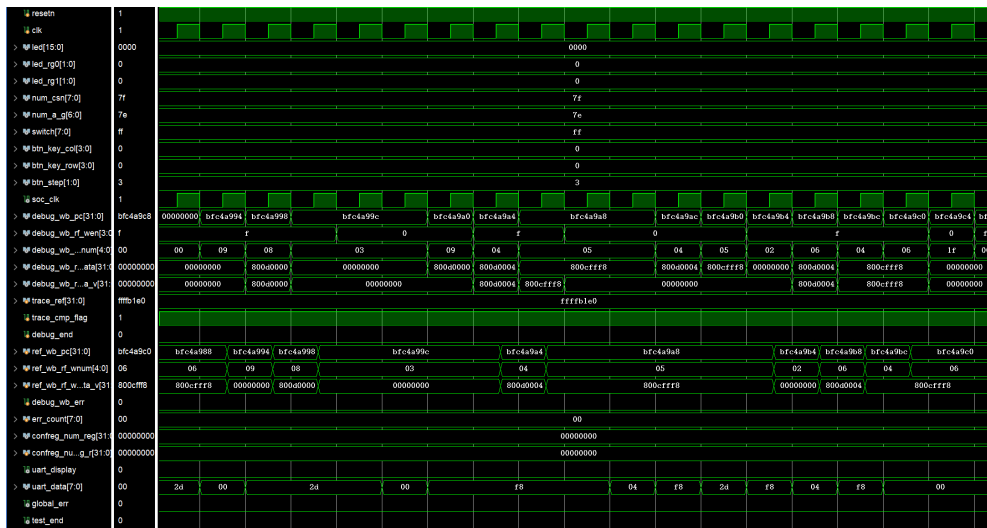 resetn 1
clk 1
led[15:0] 0000 0000
led_rg0[1:0] 0 0
led_rg1[1:0] 0 0
num_csn[7:0] 7f 7f
num_a_g[6:0] 7e 7e
switch[7:0] ff ff
btn_key_col[3:0] 0 0
btn_key_row[3:0] 0 0
btn_step[1:0] 3 3
soc_clk 1
debug_wb_pc[31:0] bfc4a9c8 00000000 bfc4a994 bfc4a998 bfc4a99c bfc4a9a0 bfc4a9a4 bfc4a9a8 bfc4a9ac bfc4a9b0 bfc4a9b4 bfc4a9b8 bfc4a9bc bfc4a9c0 bfc4a9c4
debug_wb_rf_wen[3:0 f f 0 f 0 f 0 f
debug_wb_...num[4:0 00 00 09 08 03 09 04 05 04 05 02 06 04 06 1f
debug_wb_r...ata[31:0 00000000 00000000 800d0000 00000000 800d0000 800d0004 800cfff8 800d0004 800cfff8 00000000 800d0004 800cfff8 00000000
debug_wb_r...a_v[31: 00000000 00000000 800d0000 00000000 800d0004 800cfff8 00000000 800d0004 800cfff8 00000000
trace_ref[31:0] ffffb1e0 ffffb1e0
trace_cmp_flag 1
debug_end 0
ref_wb_pc[31:0] bfc4a9c0 bfc4a988 bfc4a994 bfc4a998 bfc4a99c bfc4a9a4 bfc4a9a8 bfc4a9b4 bfc4a9b8 bfc4a9bc bfc4a9c0
ref_wb_rf_wnum[4:0] 06 06 09 08 03 04 05 02 06 04 06
ref_wb_rf_w...ta_v[31 800cfff8 800cfff8 00000000 800d0000 00000000 800d0004 800cfff8 00000000 800d0004 800cfff8
debug_wb_err 0
err_count[7:0] 00 00
confreg_num_reg[31: 00000000 00000000
confreg_nu...g_r[31:0 00000000 00000000
uart_display 0
uart_data[7:0] 00 2d 00 2d 00 f8 04 f8 2d f8 04 f8 00
global_err 0
test_end 0